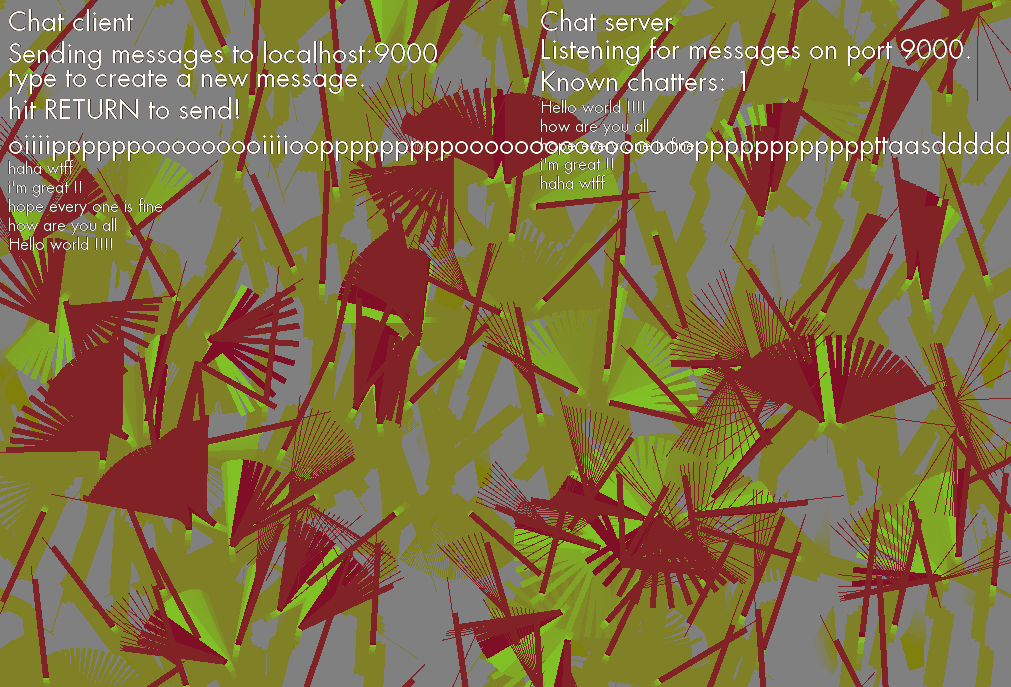 Chat client
Sending messages to localhost:9000
type to create a new message.
hit RETURN to send!
haha wtff
i'm great !!
hope every one is fine
how are you all
Hello world !!!!
Chat server
Listening for messages on port 9000.
Known chatters: 1
Hello world !!!!
how are you all
hope every one is fine
i'm great !!
haha wtff